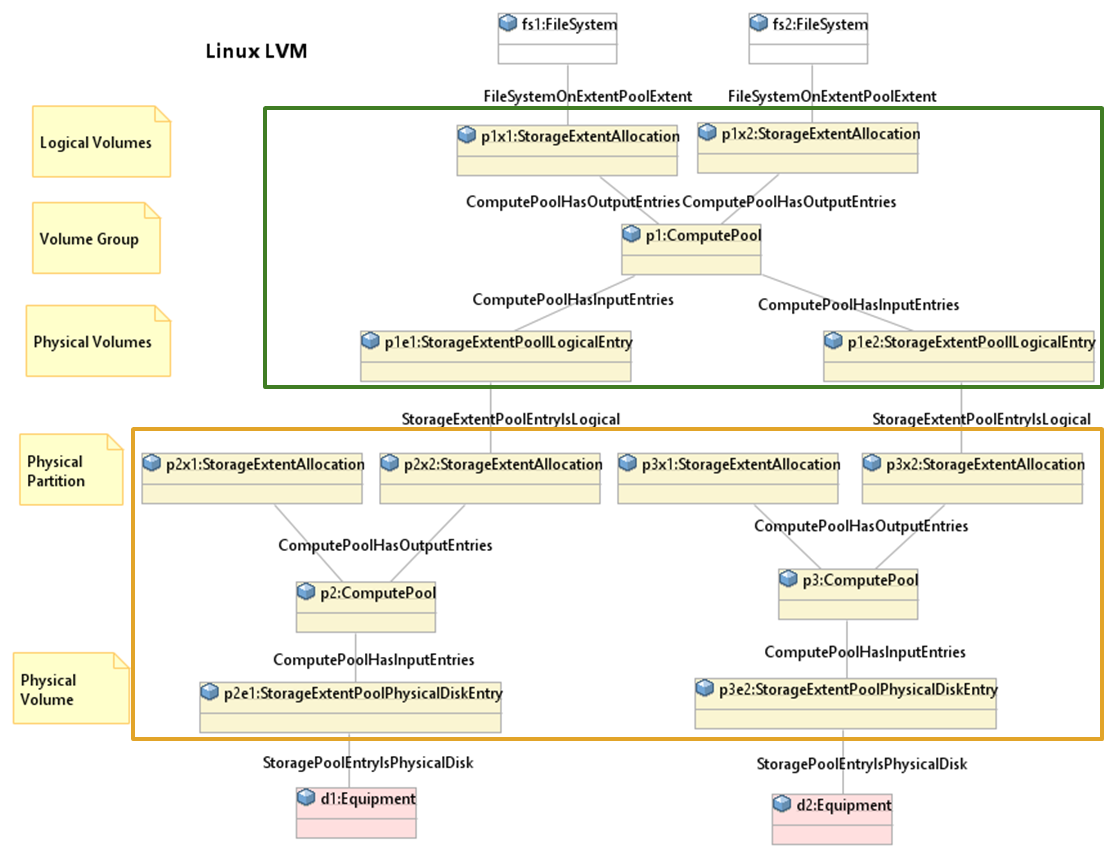 fs1:FileSystem
fs2:FileSystem
Linux LVM
FileSystemOnExtentPoolExtent
FileSystemOnExtentPoolExtent
Logical Volumes
p1x1:StorageExtentAllocation
p1x2:StorageExtentAllocation
ComputePoolHasOutputEntries
ComputePoolHasOutputEntries
Volume Group
p1:ComputePool
ComputePoolHasInputEntries
ComputePoolHasInputEntries
Physical Volumes
p1e1:StorageExtentPoolLogicalEntry
p1e2:StorageExtentPoolLogicalEntry
StorageExtentPoolEntryIsLogical
StorageExtentPoolEntryIsLogical
Physical
Partition
p2x1:StorageExtentAllocation
p2x2:StorageExtentAllocation
p3x1:StorageExtentAllocation
p3x2:StorageExtentAllocation
ComputePoolHasOutputEntries
ComputePoolHasOutputEntries
p2:ComputePool
p3:ComputePool
ComputePoolHasInputEntries
ComputePoolHasInputEntries
Physical
Volume
p2e1:StorageExtentPoolPhysicalDiskEntry
p3e2:StorageExtentPoolPhysicalDiskEntry
StoragePoolEntryIsPhysicalDisk
StoragePoolEntryIsPhysicalDisk
d1:Equipment
d2:Equipment